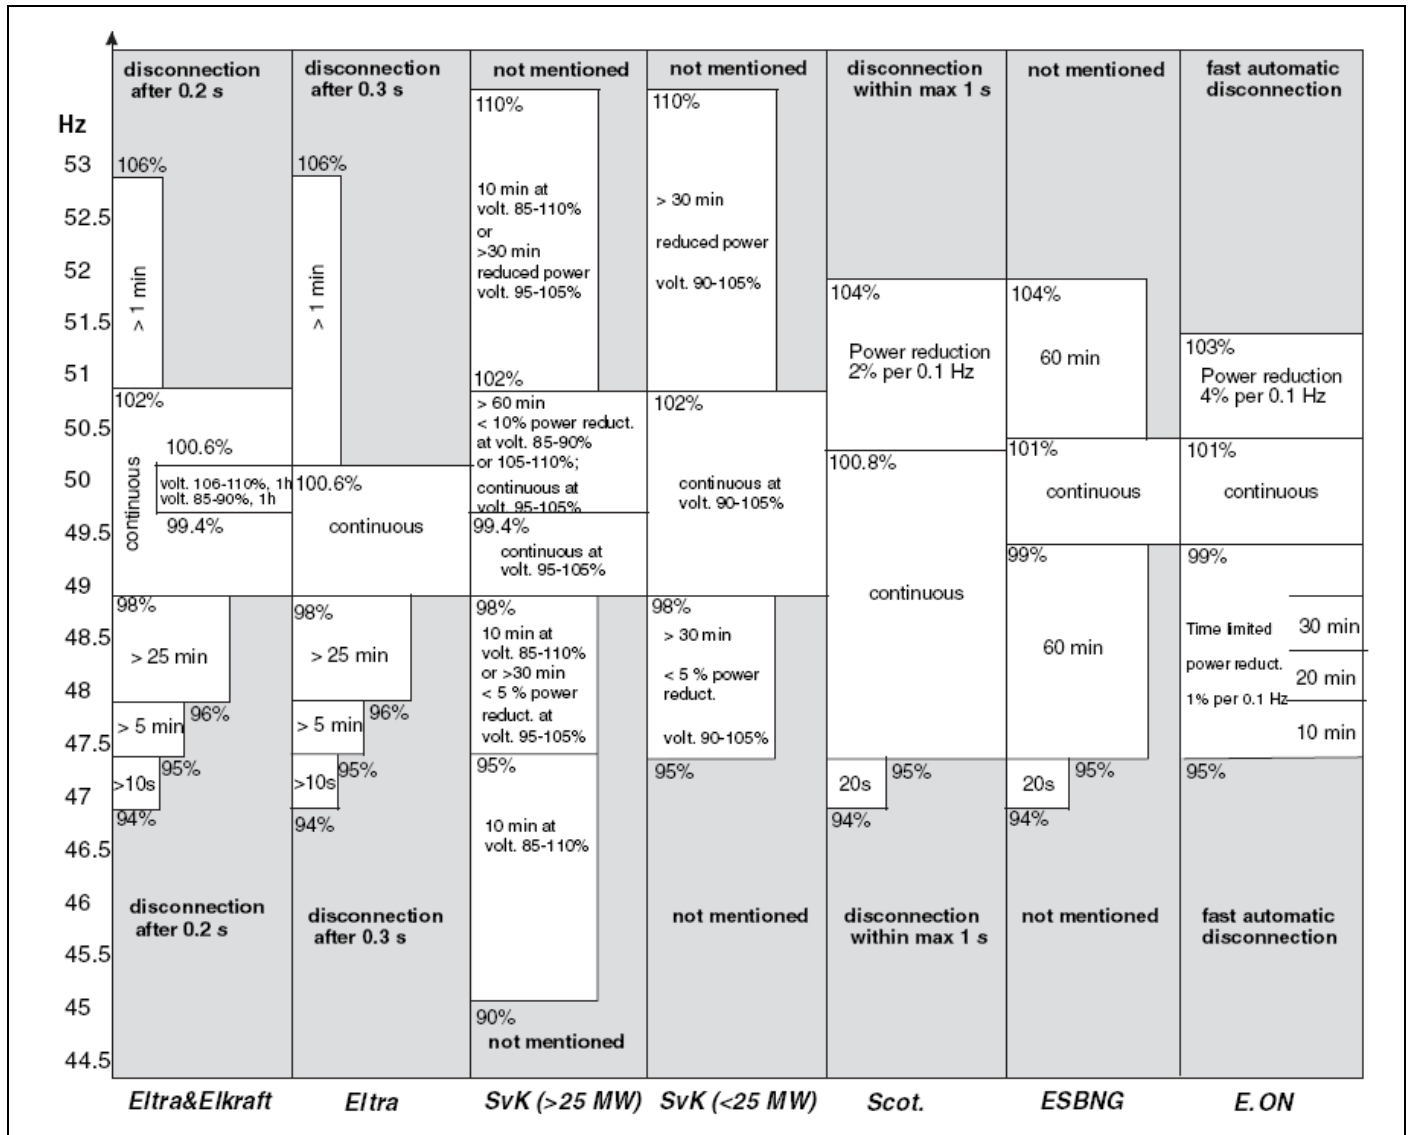 Hz
53
52.5
52
51.5
51
50.5
50
49.5
49
48.5
48
47.5
47
46.5
46
45.5
45
44.5
disconnection
after 0.2 s
106%
> 1 min
102%
100.6%
continuous
volt. 106-110%, 1h
volt. 85-90%, 1h
99.4%
98%
> 25 min
96%
> 5 min
95%
>10s
94%
disconnection
after 0.2 s
Eltra&Elkraft
disconnection
after 0.3 s
106%
> 1 min
100.6%
continuous
98%
> 25 min
96%
> 5 min
95%
>10s
94%
disconnection
after 0.3 s
Eltra
not mentioned
110%
10 min at
volt. 85-110%
or
>30 min
reduced power
volt. 95-105%
102%
> 60 min
< 10% power reduct.
at volt. 85-90%
or 105-110%;
continuous at
volt. 95-105%
99.4%
continuous at
volt. 95-105%
98%
10 min at
volt. 85-110%
or >30 min
< 5 % power
reduct. at
volt. 95-105%
95%
10 min at
volt. 85-110%
90%
not mentioned
SvK (>25 MW)
not mentioned
110%
> 30 min
reduced power
volt. 90-105%
102%
continuous at
volt. 90-105%
98%
> 30 min
< 5 % power
reduct.
volt. 90-105%
95%
not mentioned
SvK (<25 MW)
disconnection
within max 1 s
104%
Power reduction
2% per 0.1 Hz
100.8%
continuous
20s
95%
94%
disconnection
within max 1 s
Scot.
not mentioned
104%
60 min
101%
continuous
99%
60 min
20s
95%
94%
not mentioned
ESBNG
fast automatic
disconnection
103%
Power reduction
4% per 0.1 Hz
101%
continuous
99%
Time limited
power reduct.
1% per 0.1 Hz
30 min
20 min
10 min
95%
fast automatic
disconnection
E.ON